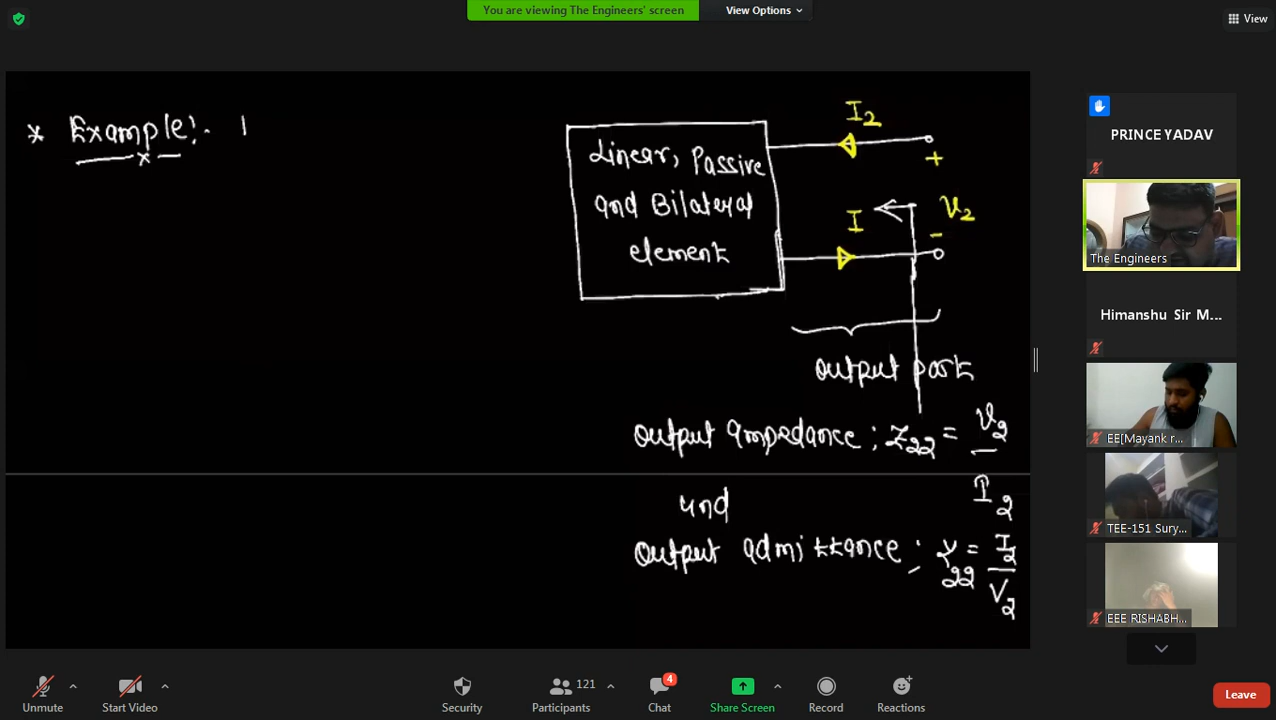 You are viewing The Engineers' screen
View Options
View
* Example:- 1
I2
Linear, Passive
and Bilateral
element
+
I
V2
-
output port
output impedance ; Z22 = V2
I2
and
output admittance ; Y22 = I2
V2
PRINCE YADAV
The Engineers
Himanshu Sir M...
EE[Mayank r...
TEE-151 Sury...
EEE RISHABH...
Unmute
Start Video
Security
121
Participants
4
Chat
Share Screen
Record
Reactions
Leave